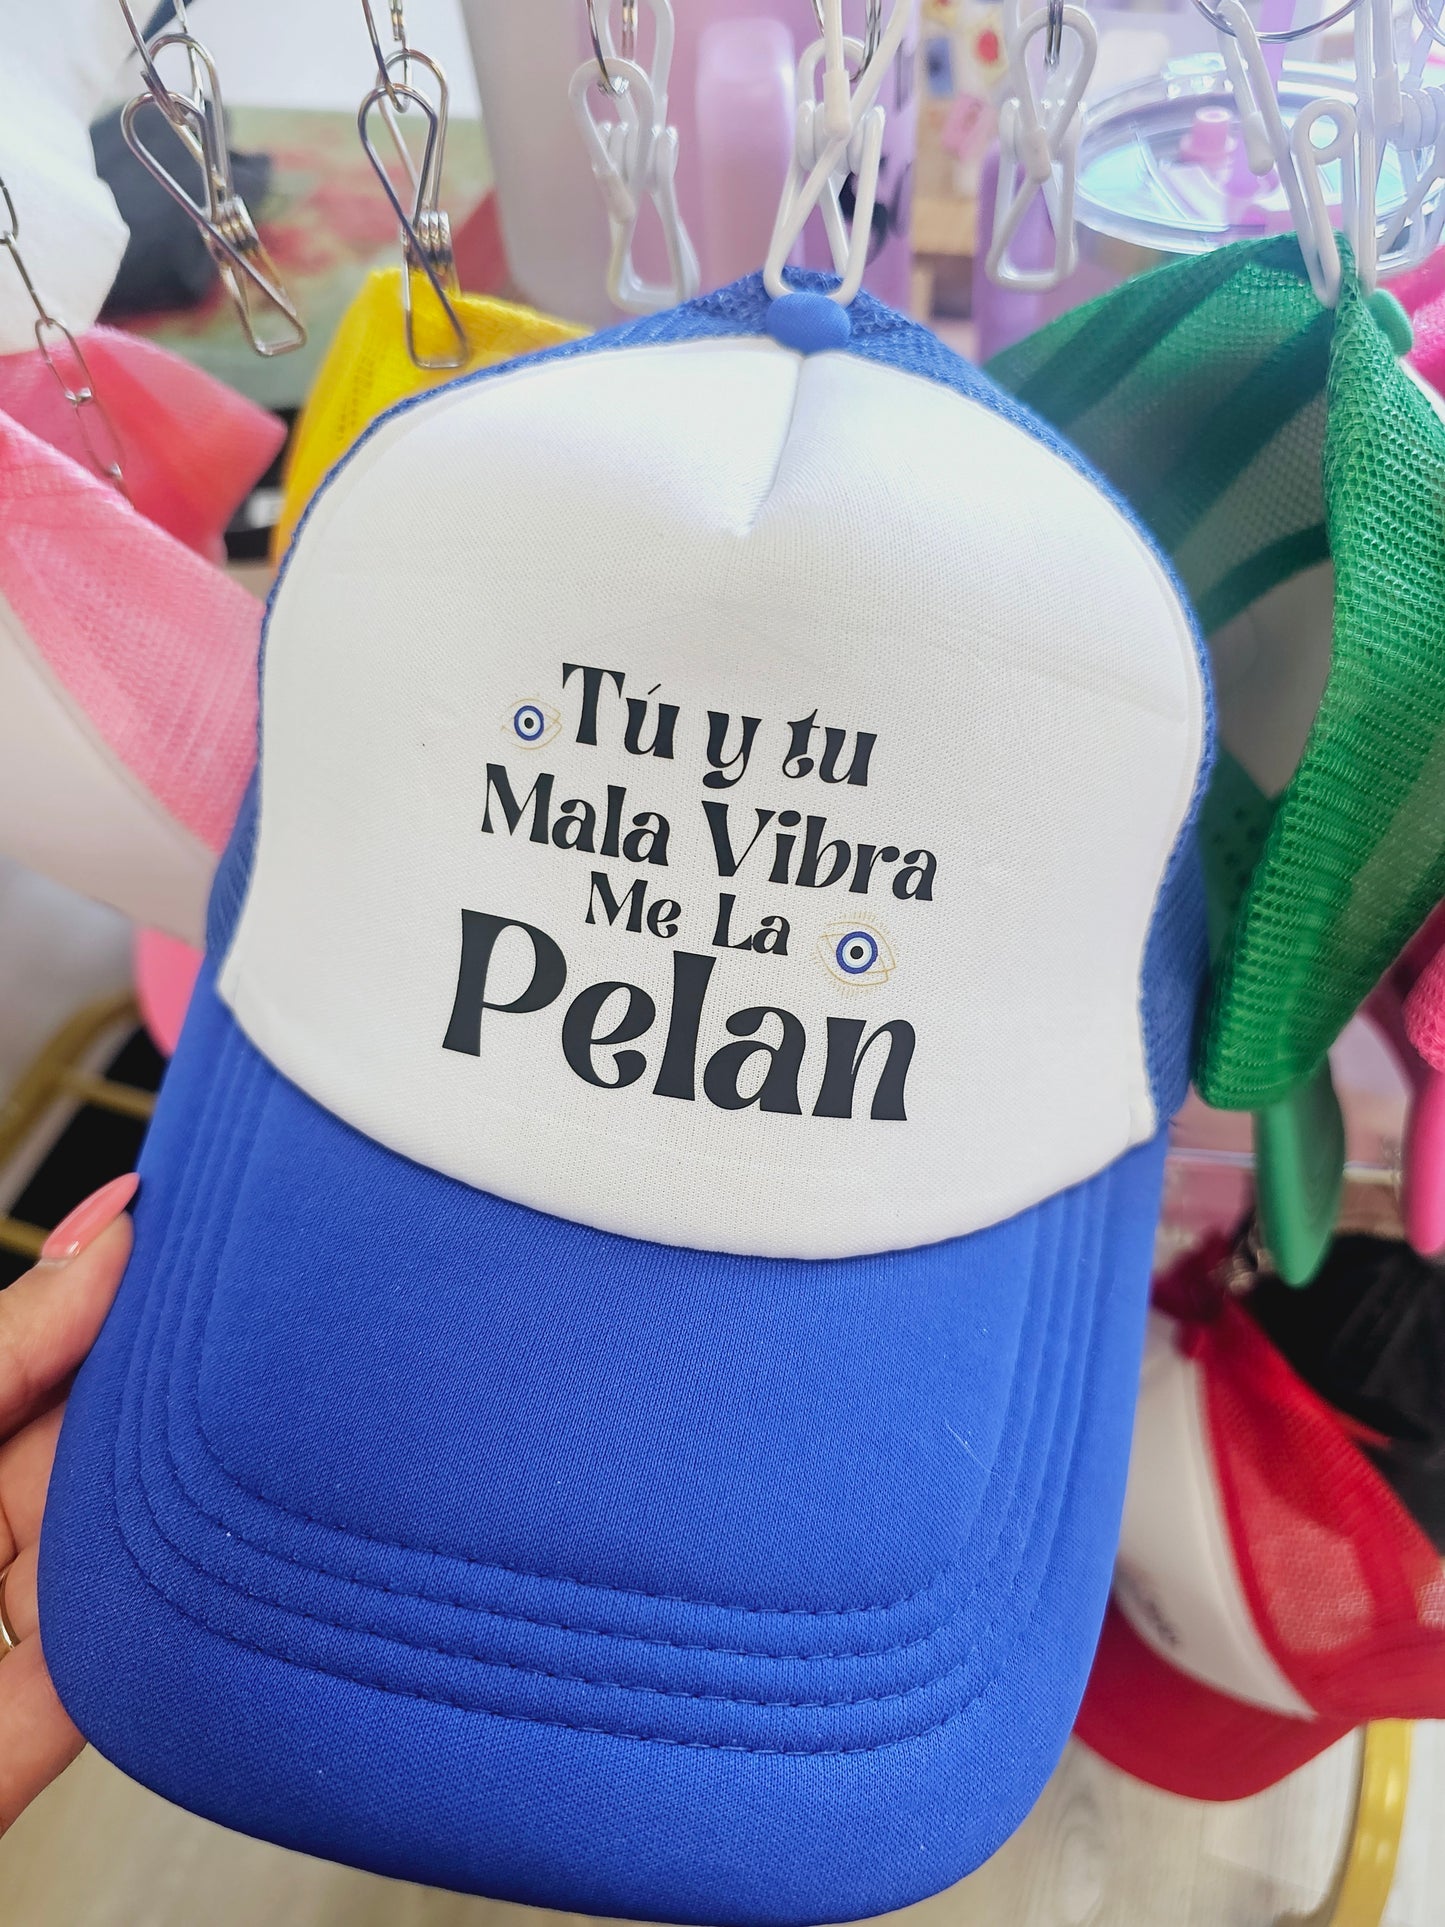 Tú y tu
Mala Vibra
Me La
Pelan